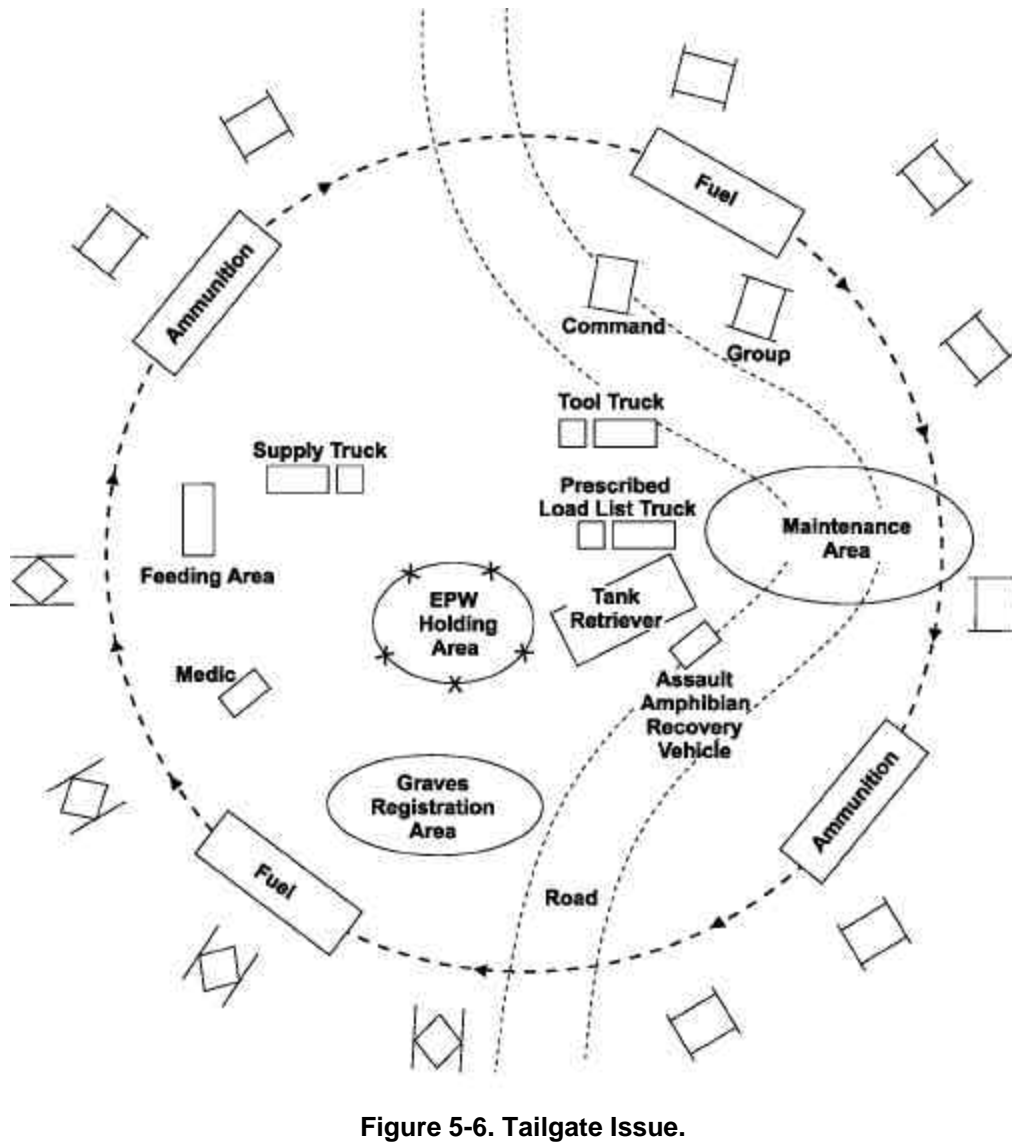 Fuel
Ammunition
Command
Group
Tool Truck
Supply Truck
Prescribed
Load List Truck
Maintenance
Area
Feeding Area
EPW
Holding
Area
Tank
Retriever
Medic
Assault
Amphibian
Recovery
Vehicle
Graves
Registration
Area
Ammunition
Fuel
Road
Figure 5-6. Tailgate Issue.